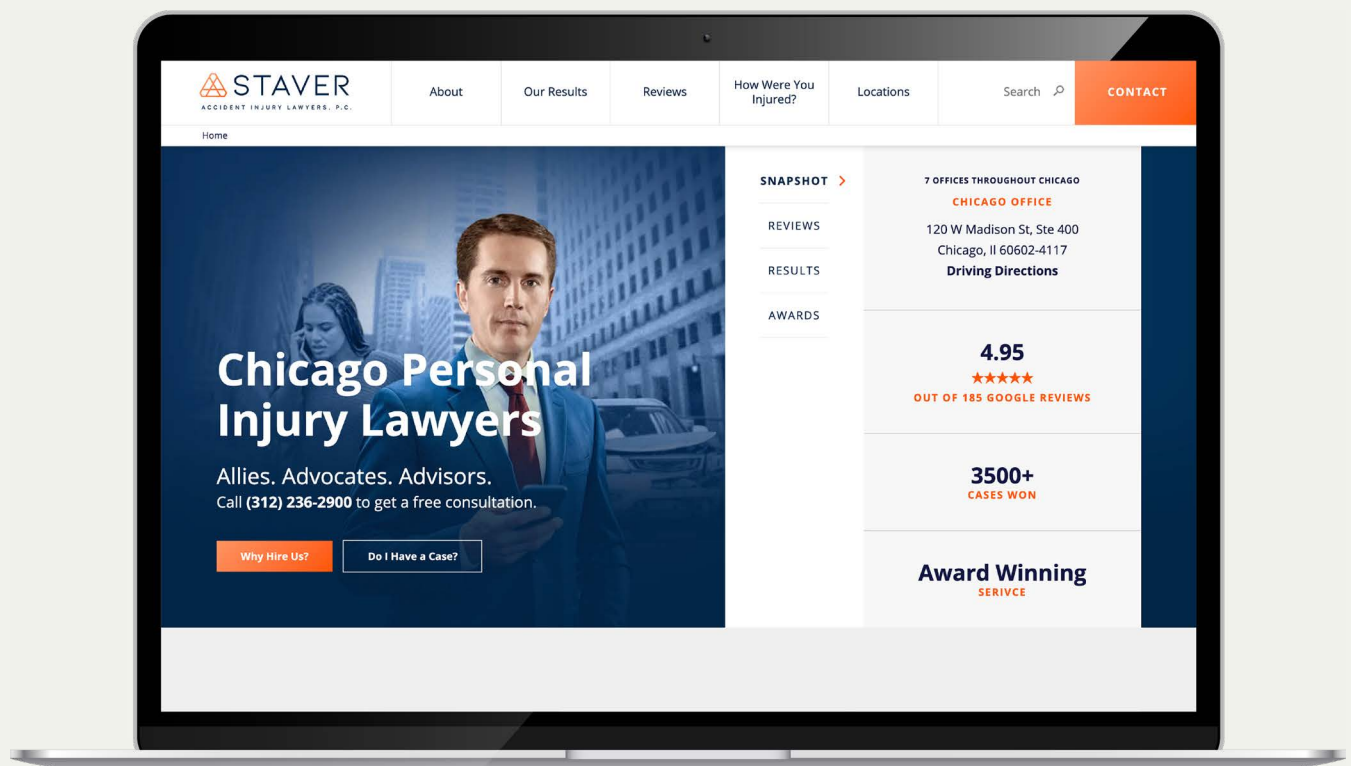 STAVER
ACCIDENT INJURY LAWYERS, P.C.
About
Our Results
Reviews
How Were You
Injured?
Locations
Search
CONTACT
Home
Chicago Personal
Injury Lawyers
Allies. Advocates. Advisors.
Call (312) 236-2900 to get a free consultation.
Why Hire Us?
Do I Have a Case?
SNAPSHOT
REVIEWS
RESULTS
AWARDS
7 OFFICES THROUGHOUT CHICAGO
CHICAGO OFFICE
120 W Madison St, Ste 400
Chicago, Il 60602-4117
Driving Directions
4.95
★★★★★
OUT OF 185 GOOGLE REVIEWS
3500+
CASES WON
Award Winning
SERIVCE